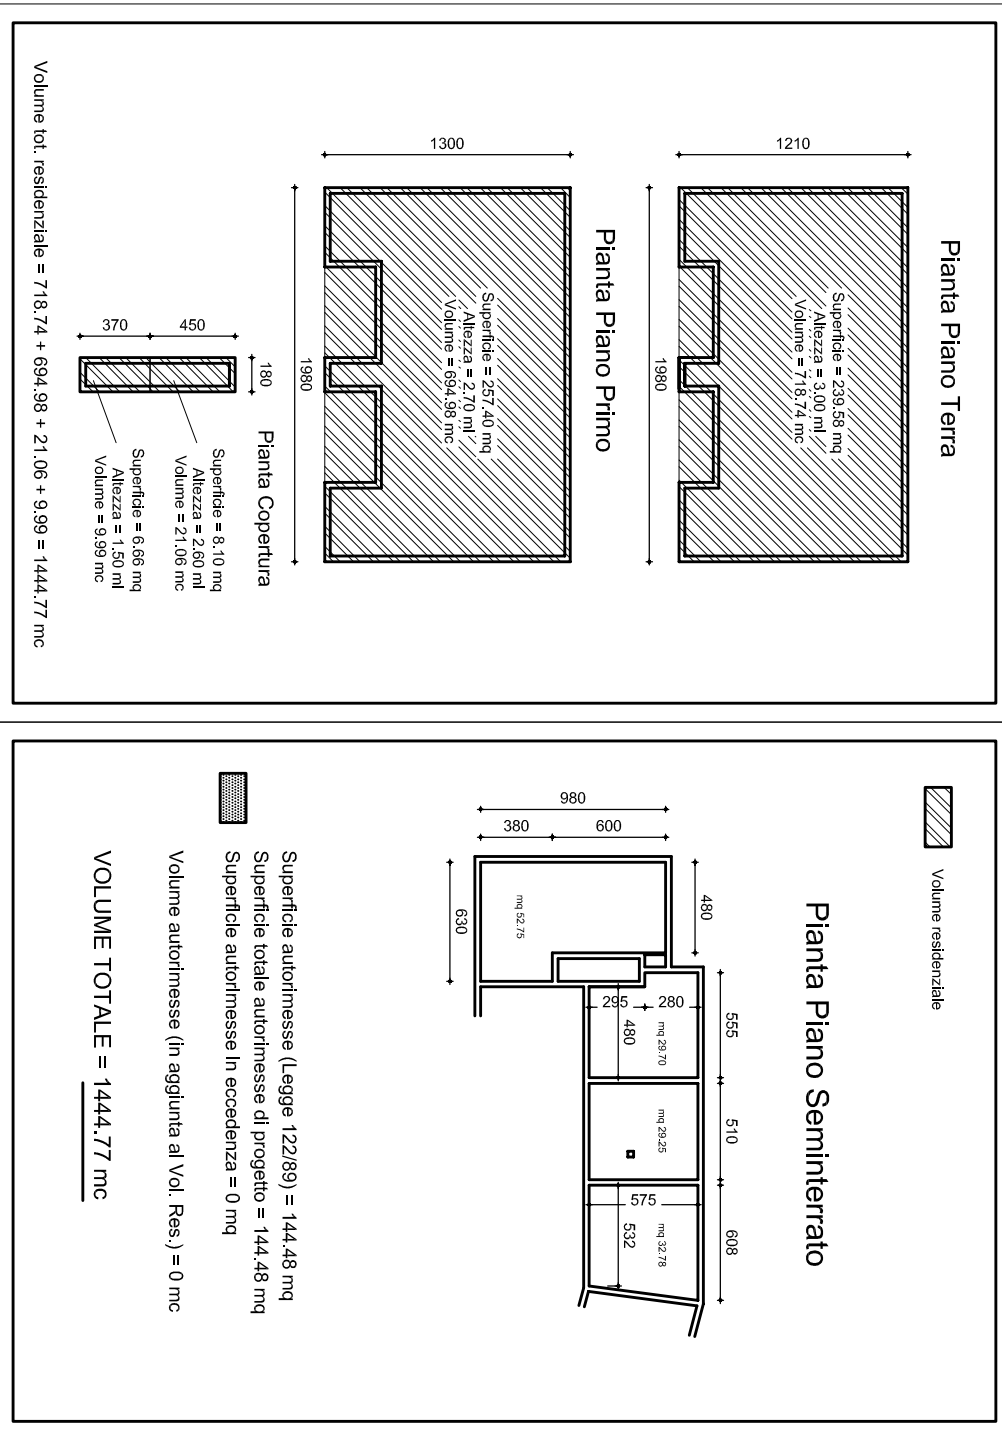 Pianta Piano Terra
1210
1980
Superficie = 239.58 mq
Altezza = 3.00 ml
Volume = 718.74 mc
Pianta Piano Primo
1300
1980
Superficie = 257.40 mq
Altezza = 2.70 ml
Volume = 694.98 mc
Pianta Copertura
180
450
370
Superficie = 8.10 mq
Altezza = 2.60 ml
Volume = 21.06 mc
Superficie = 6.66 mq
Altezza = 1.50 ml
Volume = 9.99 mc
Volume tot. residenziale = 718.74 + 694.98 + 21.06 + 9.99 = 1444.77 mc
Volume residenziale
Pianta Piano Seminterrato
555
510
608
480
980
600
380
630
mq 52.75
295
280
480
mq 29.70
mq 29.25
575
532
mq 32.78
Superficie autorimesse (Legge 122/89) = 144.48 mq
Superficie totale autorimesse di progetto = 144.48 mq
Superficie autorimesse in eccedenza = 0 mq
Volume autorimesse (in aggiunta al Vol. Res.) = 0 mc
VOLUME TOTALE = 1444.77 mc